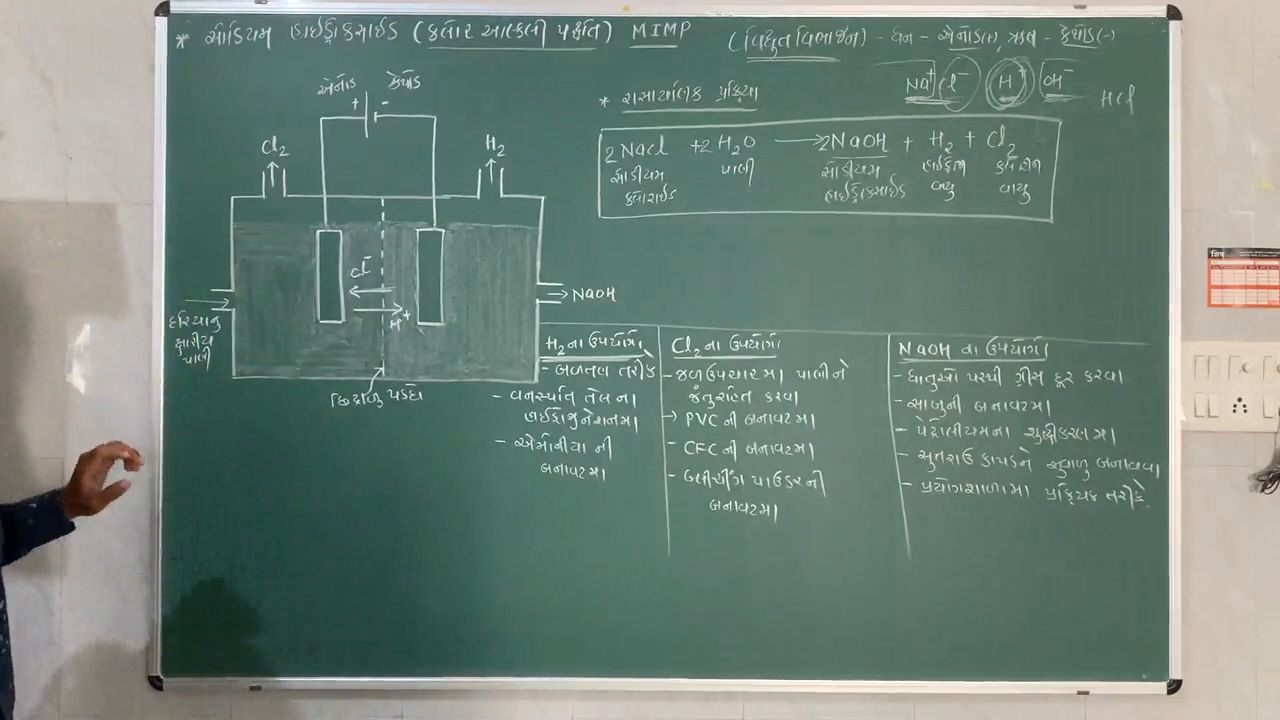 * સોડિયમ હાઇડ્રોક્સાઇડ (ક્લોર આલ્કલી પદ્ધતિ) MIMP
(વિદ્યુત વિભાજન) - ધન - એનોડ(+), ઋણ - કેથોડ(-)
Na⁺ Cl⁻ H⁺ OH⁻ HCl
એનોડ કેથોડ
+ -
Cl₂ H₂
* રાસાયણિક પ્રક્રિયા
2NaCl +2H₂O → 2NaOH + H₂ + Cl₂
સોડીયમ પાણી સોડીયમ હાઇડ્રોજન ક્લોરીન
ક્લોરાઇડ હાઇડ્રોક્સાઇડ વાયુ વાયુ
Cl⁻
H⁺
→ NaOH
દરિયાનુ
ક્ષારીય
પાણી
છિદ્રાળુ પડદો
H₂ ના ઉપયોગ
- બળતણ તરીકે
- વનસ્પતિ તેલ ના
હાઇડ્રોજીનેશનમાં
- એમોનીયા ની
બનાવટમાં
Cl₂ ના ઉપયોગ
- જળ ઉપચારમાં પાણીને
જંતુરહિત કરવા
→ PVC ની બનાવટમાં
- CFC ની બનાવટમાં
- બ્લીચીંગ પાઉડરની
બનાવટમાં
NaOH ના ઉપયોગ
- ધાતુઓ પરથી ગ્રીસ દૂર કરવા
- સાબુની બનાવટમાં
- પેટ્રોલીયમના શુદ્ધીકરણમાં
- સુતરાઉ કાપડને સુવાળુ બનાવવા
- પ્રયોગશાળામાં પ્રક્રિયક તરીકે.